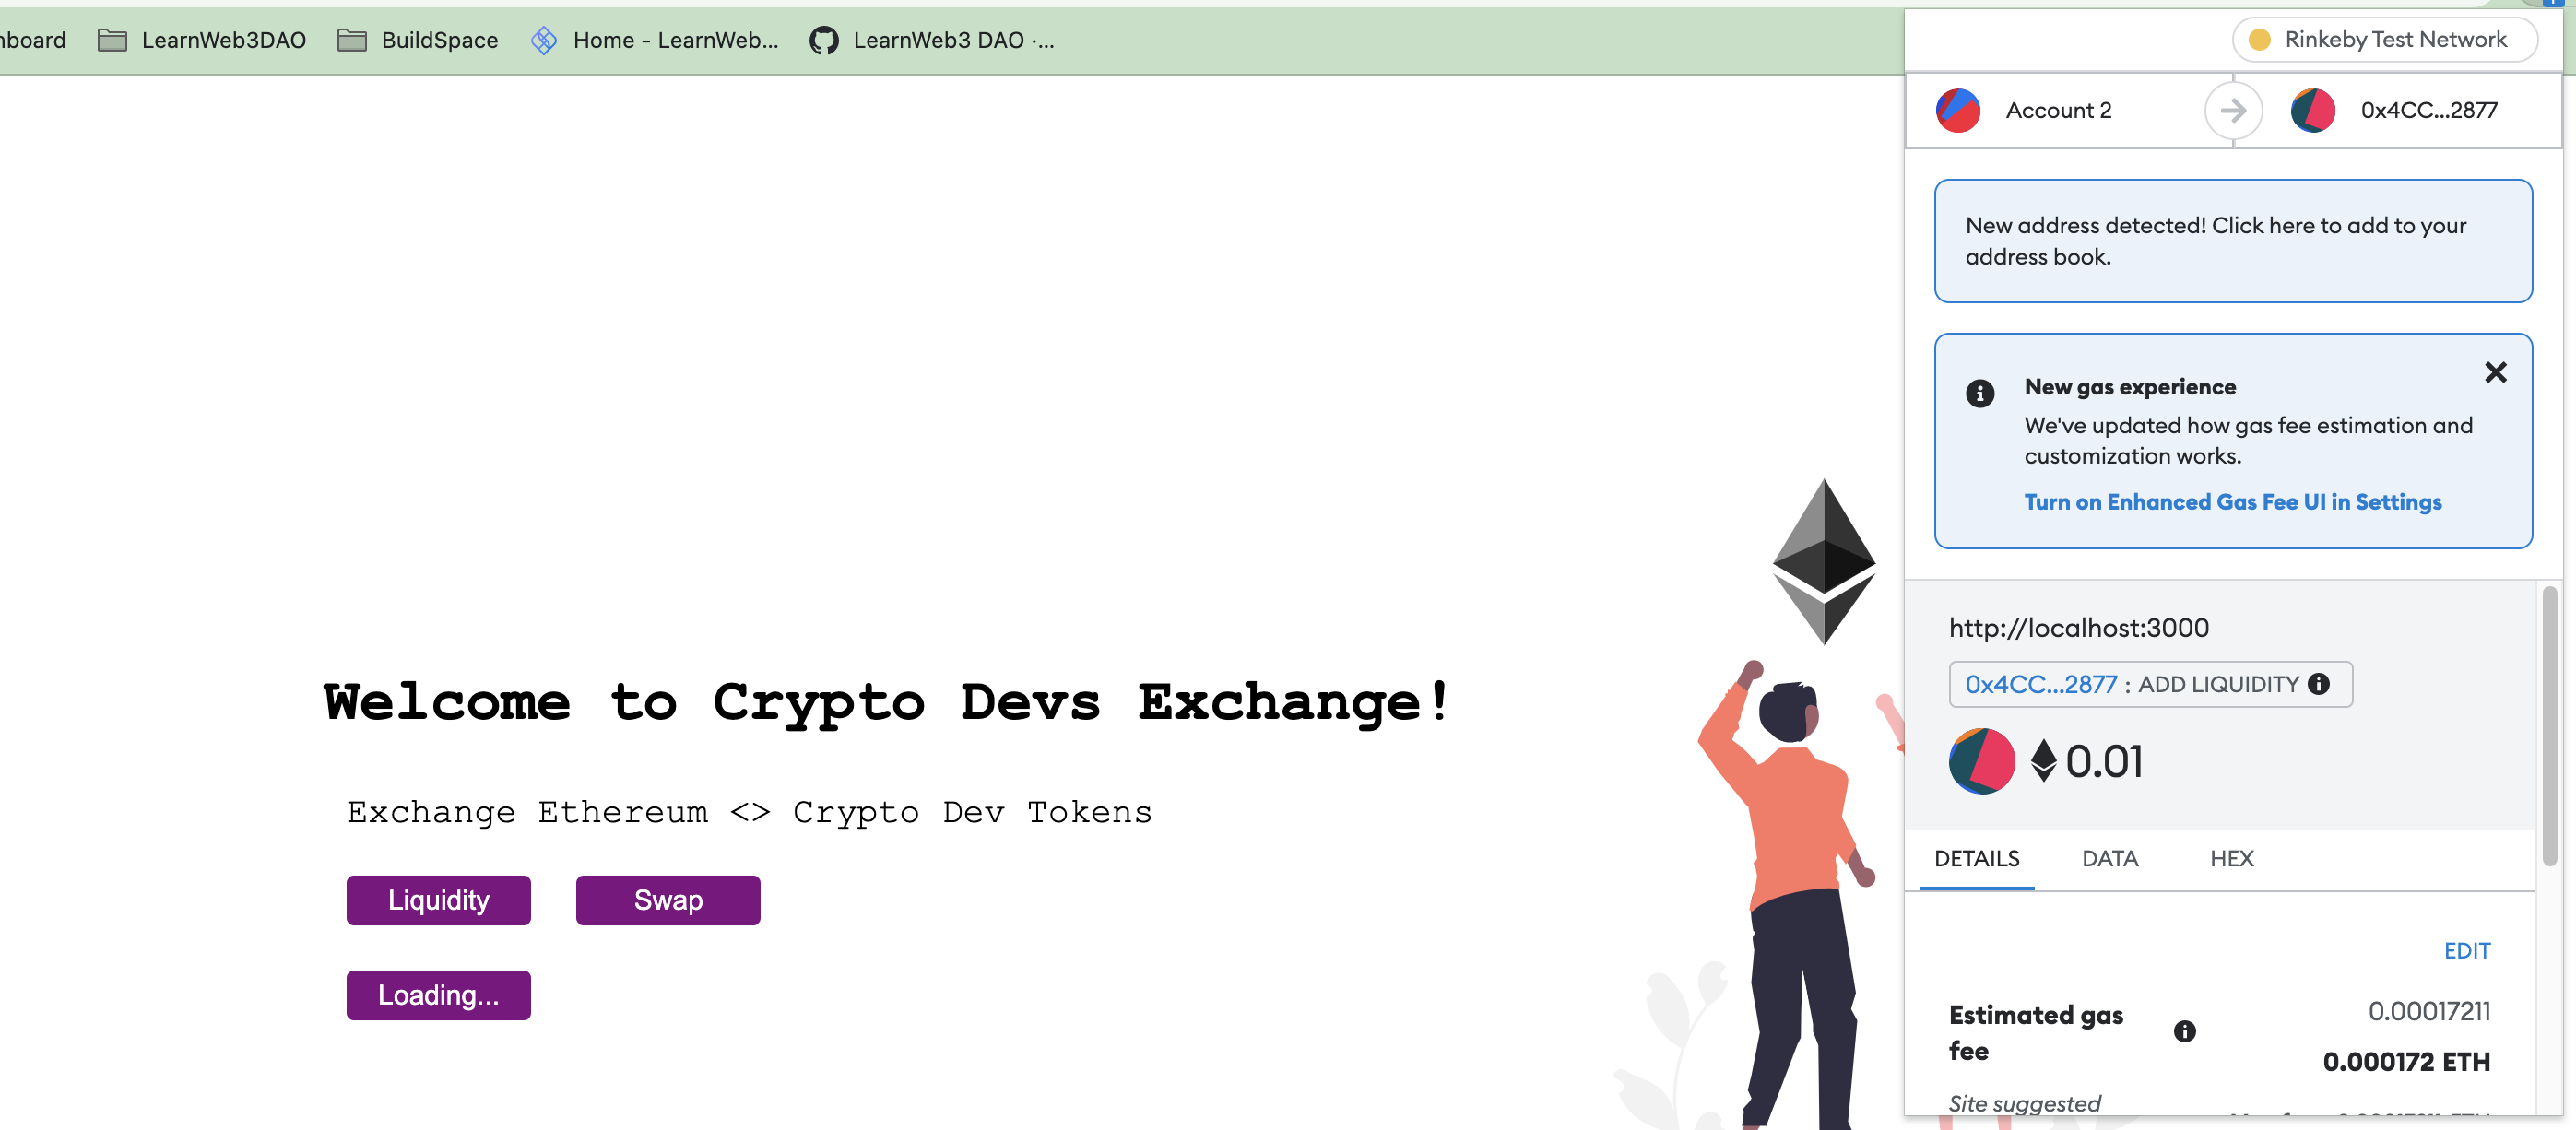 LearnWeb3DAO
BuildSpace
Home - LearnWeb...
LearnWeb3 DAO ·...
Welcome to Crypto Devs Exchange!
Exchange Ethereum <> Crypto Dev Tokens
Liquidity
Swap
Loading...
Rinkeby Test Network
Account 2
0x4CC...2877
New address detected! Click here to add to your
address book.
New gas experience
We've updated how gas fee estimation and
customization works.
Turn on Enhanced Gas Fee UI in Settings
http://localhost:3000
0x4CC...2877 : ADD LIQUIDITY
0.01
DETAILS
DATA
HEX
EDIT
Estimated gas
fee
0.00017211
0.000172 ETH
Site suggested